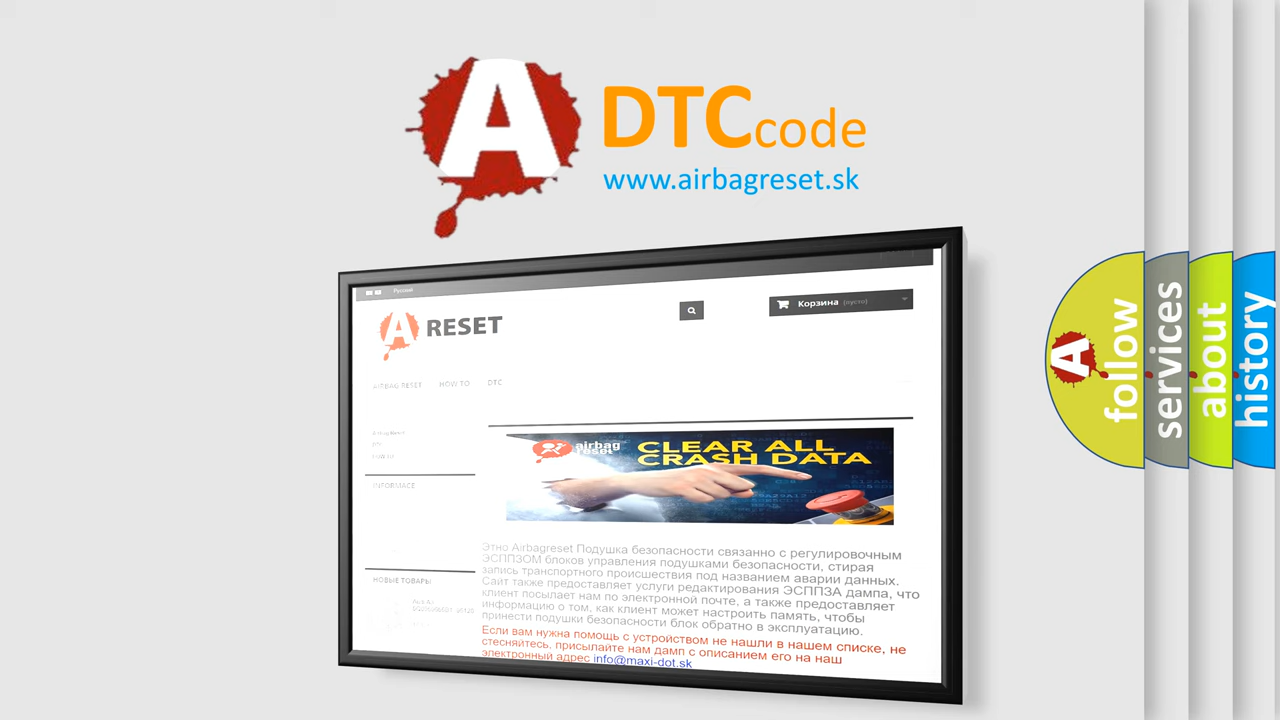 A
DTCcode
www.airbagreset.sk
Русский
Корзина (пусто)
A RESET
AIRBAG RESET HOW TO DTC
INFORMACE
airbag
reset
CLEAR ALL
CRASH DATA
Этно Airbagreset Подушка безопасности связанно с регулировочным
ЭСППЗОМ блоков управления подушками безопасности, стирая
запись транспортного происшествия под названием аварии данных.
Сайт также предоставляет услуги редактирования ЭСППЗА дампа, что
клиент посылает нам по электронной почте, а также предоставляет
информацию о том, как клиент может настроить память, чтобы
принести подушки безопасности блок обратно в эксплуатацию.
Если вам нужна помощь с устройством не нашли в нашем списке, не
стесняйтесь, присылайте нам дамп с описанием его на наш
электронный адрес info@maxi-dot.sk
НОВЫЕ ТОВАРЫ
A
follow
services
about
history